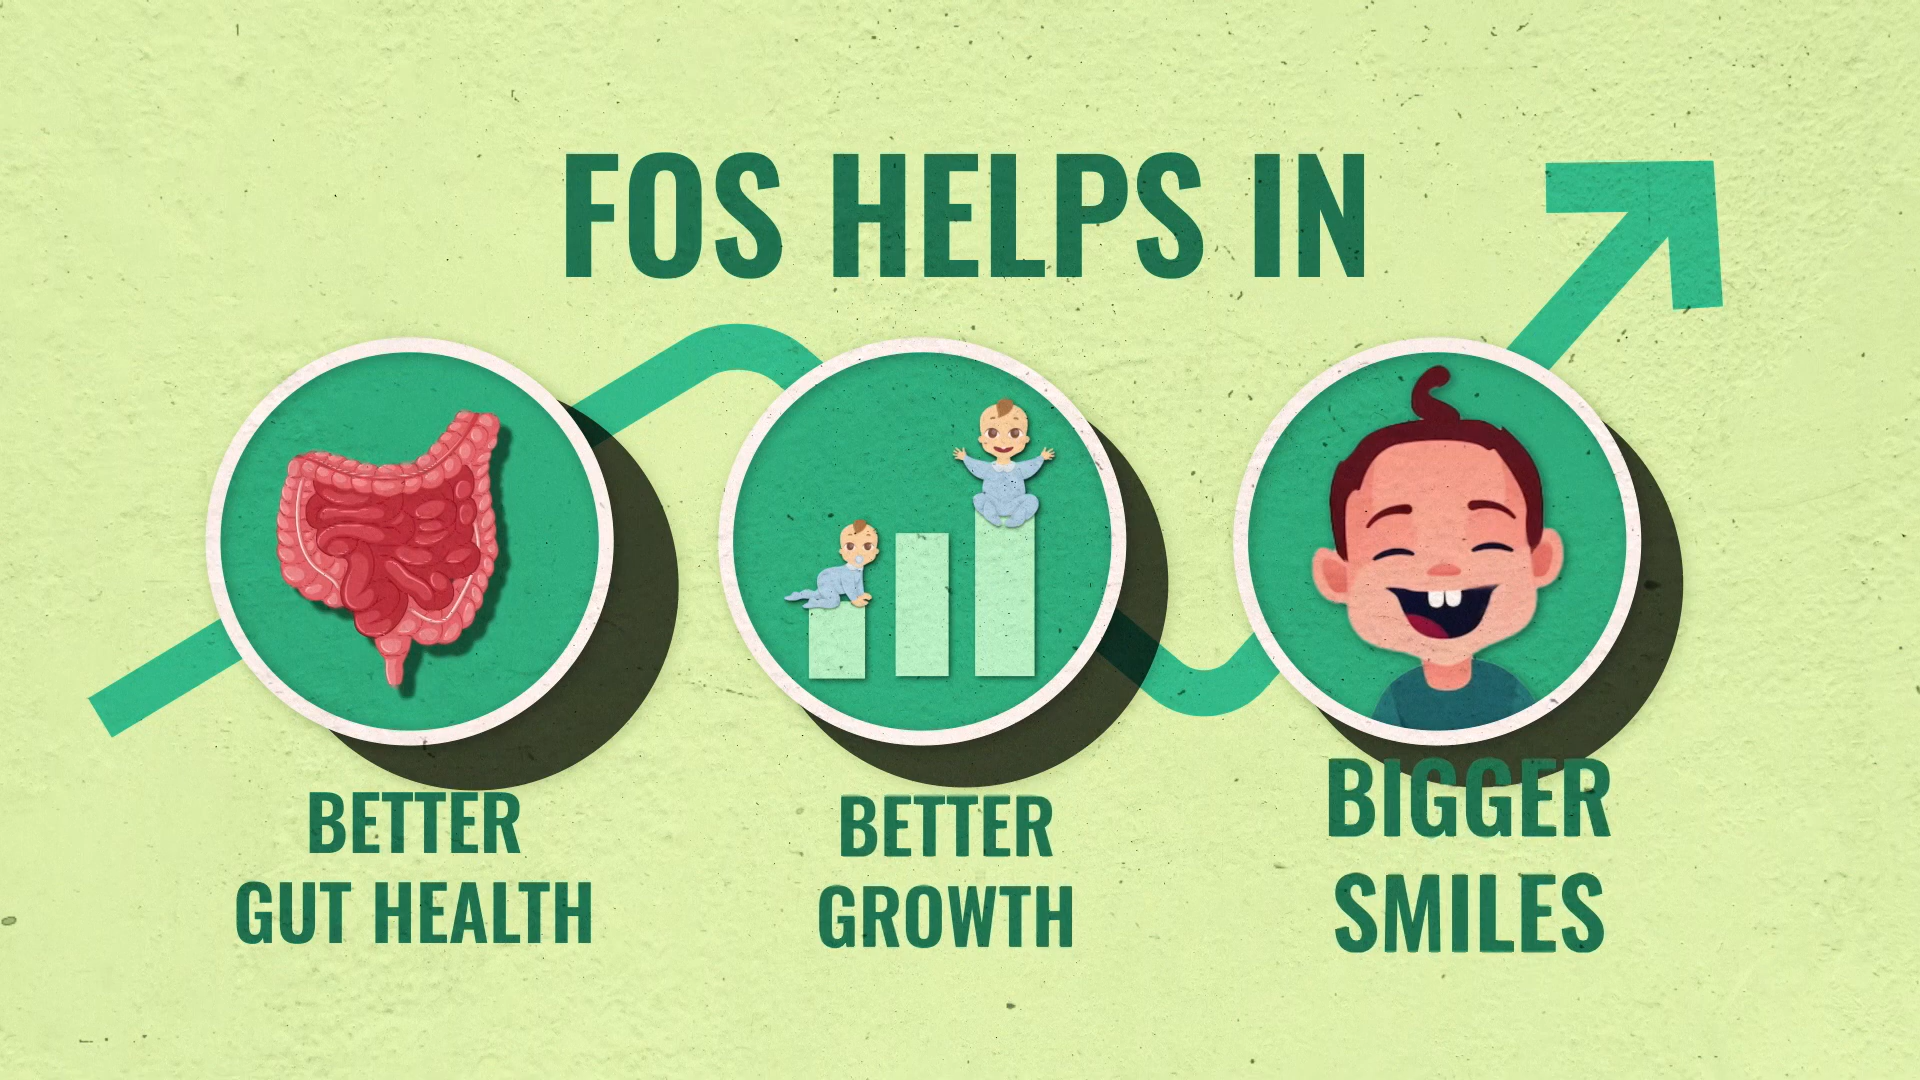 FOS HELPS IN
BETTER
GUT HEALTH
BETTER
GROWTH
BIGGER
SMILES